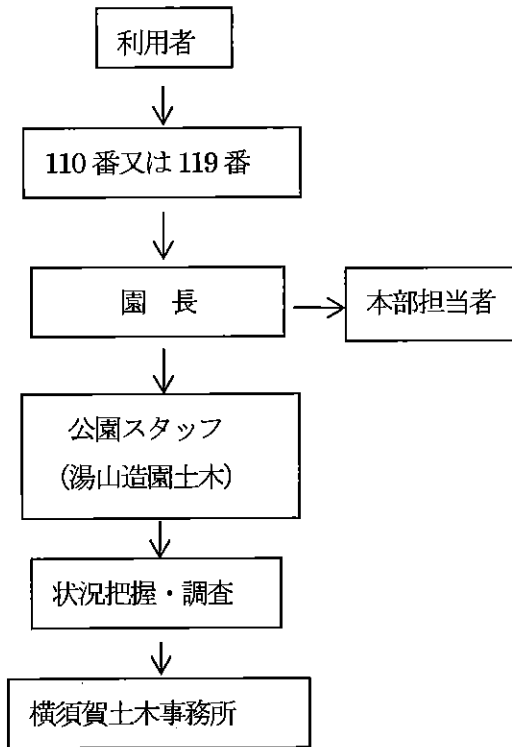 利用者
110番又は119番
園　長
本部担当者
公園スタッフ
(湯山造園土木)
状況把握・調査
横須賀土木事務所